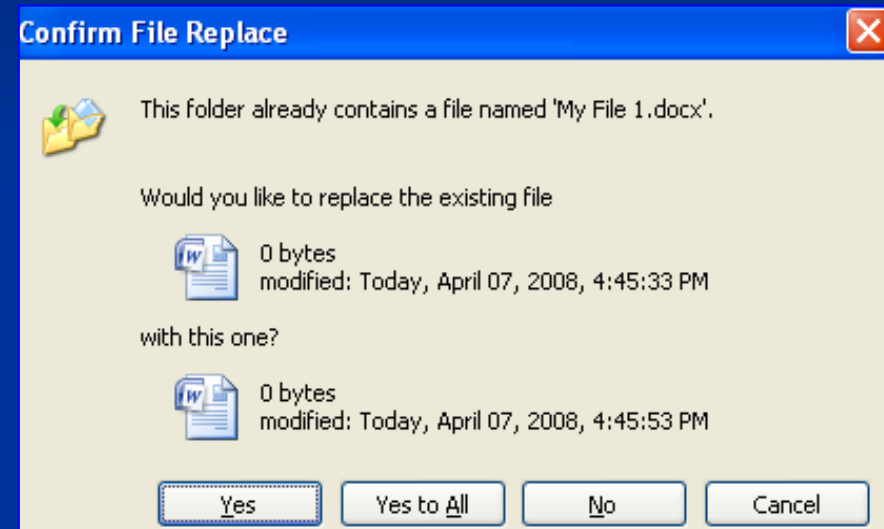 Confirm File Replace
This folder already contains a file named 'My File 1.docx'.
Would you like to replace the existing file
0 bytes
modified: Today, April 07, 2008, 4:45:33 PM
with this one?
0 bytes
modified: Today, April 07, 2008, 4:45:53 PM
Yes Yes to All No Cancel